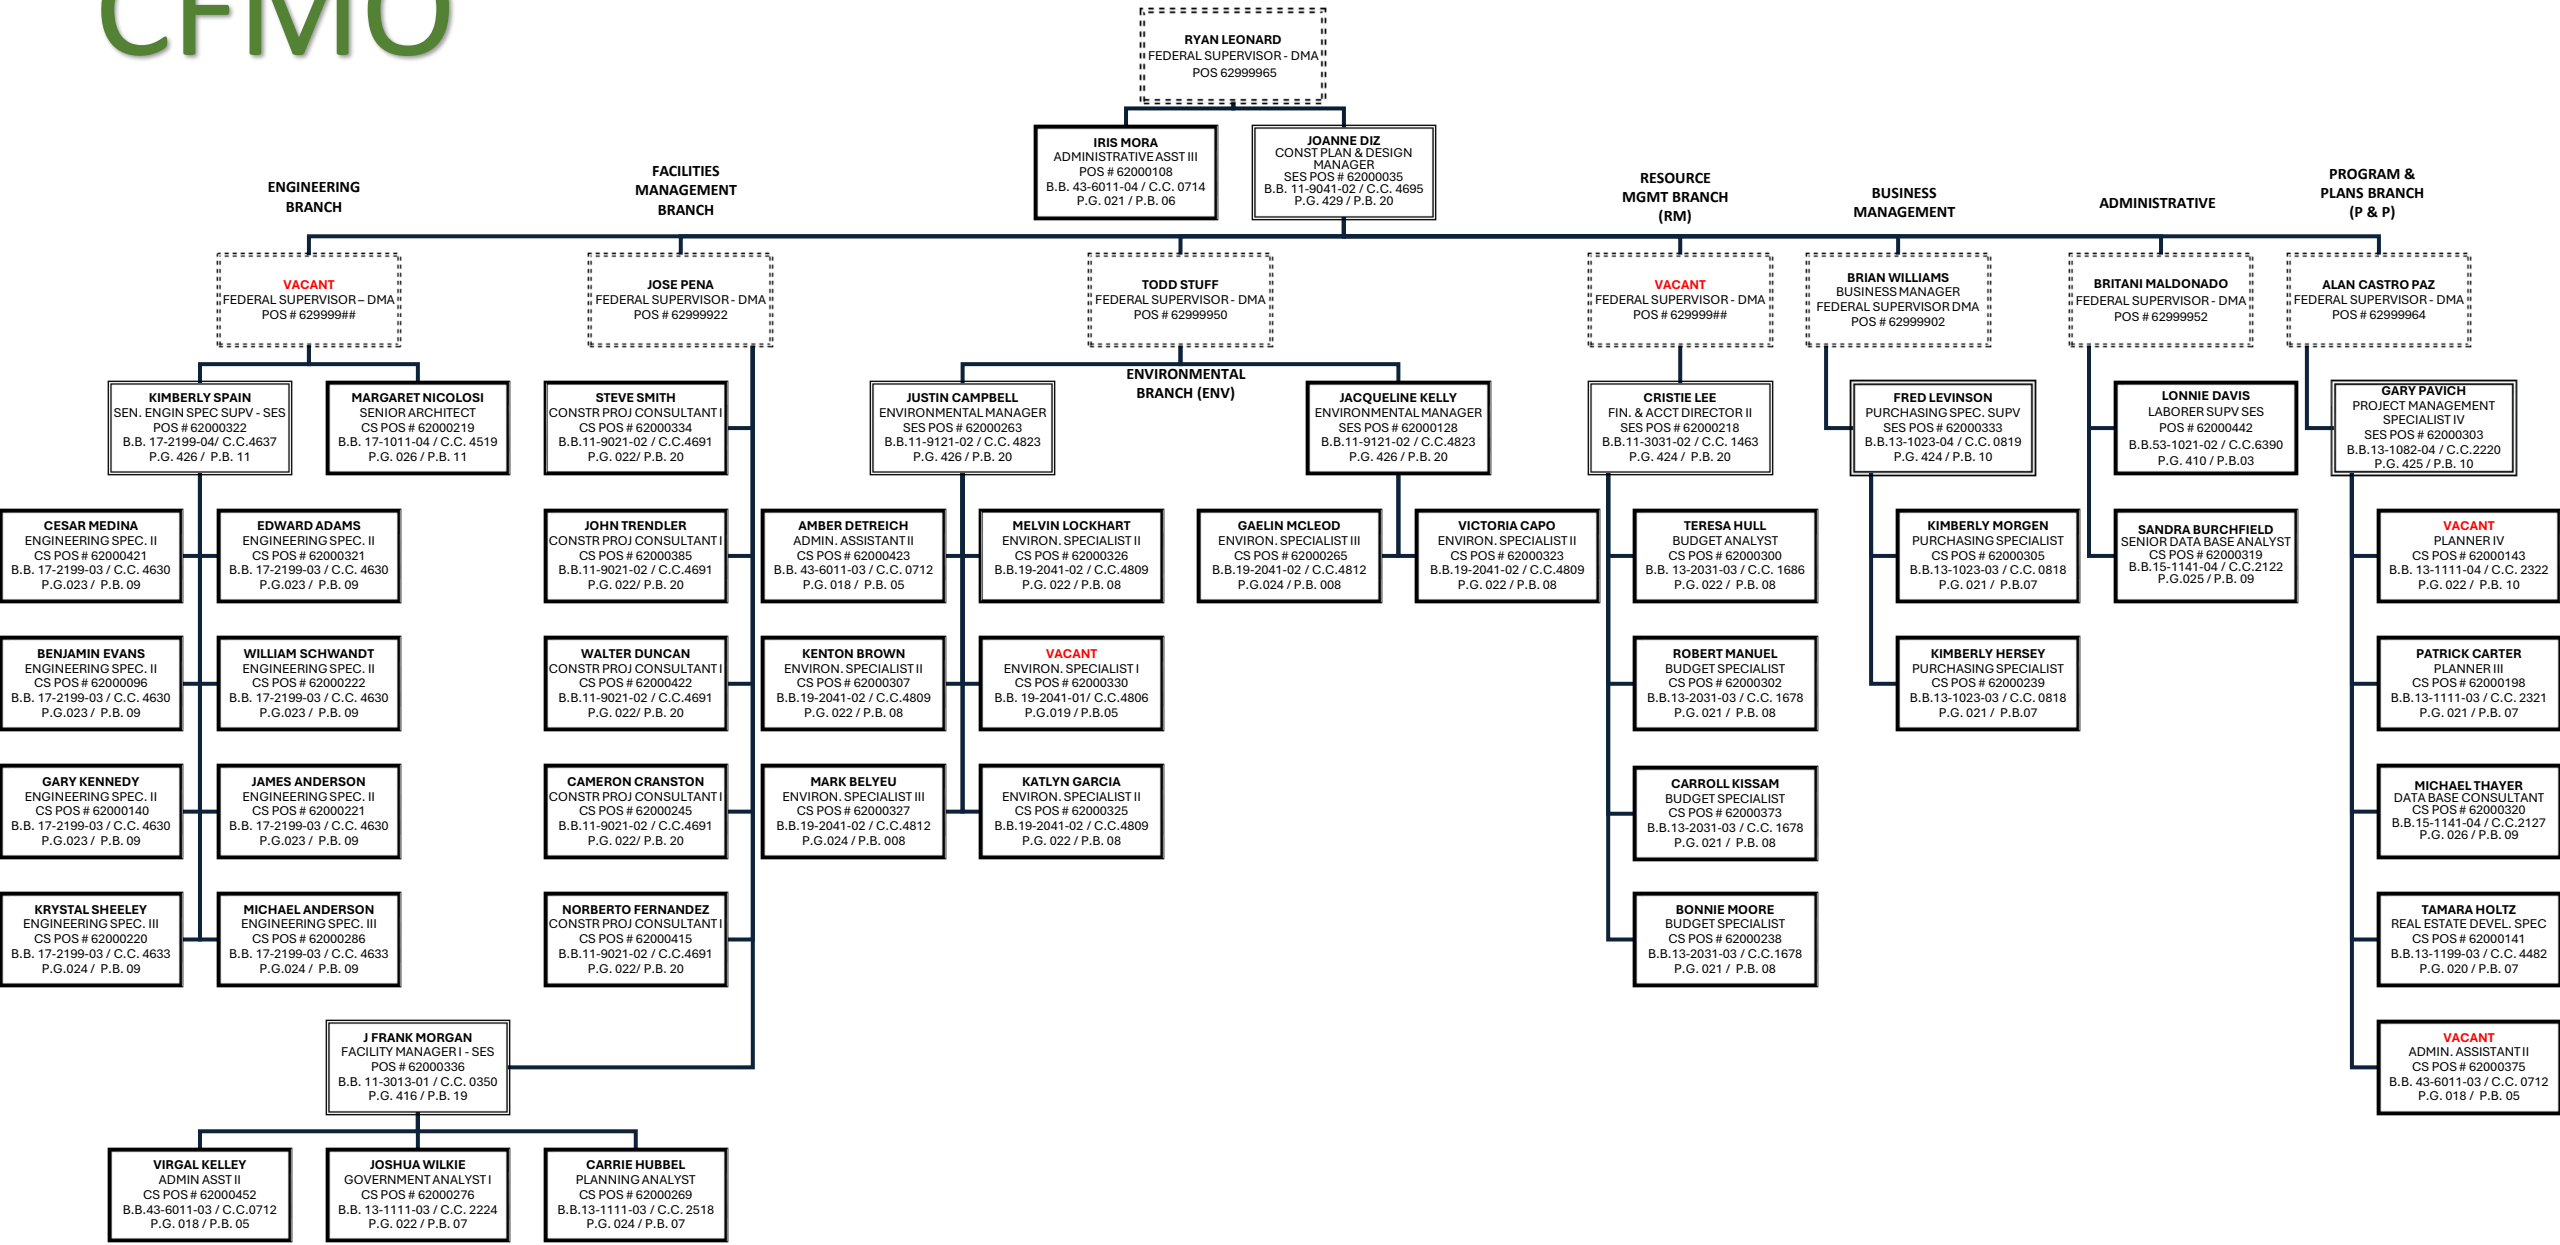 CFMO
RYAN LEONARD
FEDERAL SUPERVISOR - DMA
POS 62999965
IRIS MORA
ADMINISTRATIVE ASST III
POS # 62000108
B.B. 43-6011-04 / C.C. 0714
P.G. 021 / P.B. 06
JOANNE DIZ
CONST PLAN & DESIGN
MANAGER
SES POS # 62000035
B.B. 11-9041-02 / C.C. 4695
P.G. 429 / P.B. 20
ENGINEERING
BRANCH
FACILITIES
MANAGEMENT
BRANCH
RESOURCE
MGMT BRANCH
(RM)
BUSINESS
MANAGEMENT
ADMINISTRATIVE
PROGRAM &
PLANS BRANCH
(P & P)
VACANT
FEDERAL SUPERVISOR – DMA
POS # 629999##
JOSE PENA
FEDERAL SUPERVISOR - DMA
POS # 62999922
TODD STUFF
FEDERAL SUPERVISOR - DMA
POS # 62999950
VACANT
FEDERAL SUPERVISOR - DMA
POS # 629999##
BRIAN WILLIAMS
BUSINESS MANAGER
FEDERAL SUPERVISOR DMA
POS # 62999902
BRITANI MALDONADO
FEDERAL SUPERVISOR - DMA
POS # 62999952
ALAN CASTRO PAZ
FEDERAL SUPERVISOR - DMA
POS # 62999964
KIMBERLY SPAIN
SEN. ENGIN SPEC SUPV - SES
POS # 62000322
B.B. 17-2199-04/ C.C.4637
P.G. 426 / P.B. 11
MARGARET NICOLOSI
SENIOR ARCHITECT
CS POS # 62000219
B.B. 17-1011-04 / C.C. 4519
P.G. 026 / P.B. 11
STEVE SMITH
CONSTR PROJ CONSULTANT I
CS POS # 62000334
B.B.11-9021-02 / C.C.4691
P.G. 022/ P.B. 20
JUSTIN CAMPBELL
ENVIRONMENTAL MANAGER
SES POS # 62000263
B.B.11-9121-02 / C.C. 4823
P.G. 426 / P.B. 20
ENVIRONMENTAL
BRANCH (ENV)
JACQUELINE KELLY
ENVIRONMENTAL MANAGER
SES POS # 62000128
B.B.11-9121-02 / C.C.4823
P.G. 426 / P.B. 20
CRISTIE LEE
FIN. & ACCT DIRECTOR II
SES POS # 62000218
B.B.11-3031-02 / C.C. 1463
P.G. 424 / P.B. 20
FRED LEVINSON
PURCHASING SPEC. SUPV
SES POS # 62000333
B.B.13-1023-04 / C.C. 0819
P.G. 424 / P.B. 10
LONNIE DAVIS
LABORER SUPV SES
POS # 62000442
B.B.53-1021-02 / C.C.6390
P.G. 410 / P.B.03
GARY PAVICH
PROJECT MANAGEMENT
SPECIALIST IV
SES POS # 62000303
B.B.13-1082-04 / C.C.2220
P.G. 425 / P.B. 10
CESAR MEDINA
ENGINEERING SPEC. II
CS POS # 62000421
B.B. 17-2199-03 / C.C. 4630
P.G.023 / P.B. 09
EDWARD ADAMS
ENGINEERING SPEC. II
CS POS # 62000321
B.B. 17-2199-03 / C.C. 4630
P.G.023 / P.B. 09
JOHN TRENDLER
CONSTR PROJ CONSULTANT I
CS POS # 62000385
B.B.11-9021-02 / C.C.4691
P.G. 022/ P.B. 20
AMBER DETREICH
ADMIN. ASSISTANT II
CS POS # 62000423
B.B. 43-6011-03 / C.C. 0712
P.G. 018 / P.B. 05
MELVIN LOCKHART
ENVIRON. SPECIALIST II
CS POS # 62000326
B.B.19-2041-02 / C.C.4809
P.G. 022 / P.B. 08
GAELIN MCLEOD
ENVIRON. SPECIALIST III
CS POS # 62000265
B.B.19-2041-02 / C.C.4812
P.G.024 / P.B. 008
VICTORIA CAPO
ENVIRON. SPECIALIST II
CS POS # 62000323
B.B.19-2041-02 / C.C.4809
P.G. 022 / P.B. 08
TERESA HULL
BUDGET ANALYST
CS POS # 62000300
B.B. 13-2031-03 / C.C. 1686
P.G. 022 / P.B. 08
KIMBERLY MORGEN
PURCHASING SPECIALIST
CS POS # 62000305
B.B.13-1023-03 / C.C. 0818
P.G. 021 / P.B.07
SANDRA BURCHFIELD
SENIOR DATA BASE ANALYST
CS POS # 62000319
B.B.15-1141-04 / C.C.2122
P.G.025 / P.B. 09
VACANT
PLANNER IV
CS POS # 62000143
B.B. 13-1111-04 / C.C. 2322
P.G. 022 / P.B. 10
BENJAMIN EVANS
ENGINEERING SPEC. II
CS POS # 62000096
B.B. 17-2199-03 / C.C. 4630
P.G.023 / P.B. 09
WILLIAM SCHWANDT
ENGINEERING SPEC. II
CS POS # 62000222
B.B. 17-2199-03 / C.C. 4630
P.G.023 / P.B. 09
WALTER DUNCAN
CONSTR PROJ CONSULTANT I
CS POS # 62000422
B.B.11-9021-02 / C.C.4691
P.G. 022/ P.B. 20
KENTON BROWN
ENVIRON. SPECIALIST II
CS POS # 62000307
B.B.19-2041-02 / C.C.4809
P.G. 022 / P.B. 08
VACANT
ENVIRON. SPECIALIST I
CS POS # 62000330
B.B. 19-2041-01/ C.C.4806
P.G.019 / P.B.05
ROBERT MANUEL
BUDGET SPECIALIST
CS POS # 62000302
B.B.13-2031-03 / C.C. 1678
P.G. 021 / P.B. 08
KIMBERLY HERSEY
PURCHASING SPECIALIST
CS POS # 62000239
B.B.13-1023-03 / C.C. 0818
P.G. 021 / P.B.07
PATRICK CARTER
PLANNER III
CS POS # 62000198
B.B.13-1111-03 / C.C. 2321
P.G. 021 / P.B. 07
GARY KENNEDY
ENGINEERING SPEC. II
CS POS # 62000140
B.B. 17-2199-03 / C.C. 4630
P.G.023 / P.B. 09
JAMES ANDERSON
ENGINEERING SPEC. II
CS POS # 62000221
B.B. 17-2199-03 / C.C. 4630
P.G.023 / P.B. 09
CAMERON CRANSTON
CONSTR PROJ CONSULTANT I
CS POS # 62000245
B.B.11-9021-02 / C.C.4691
P.G. 022/ P.B. 20
MARK BELYEU
ENVIRON. SPECIALIST III
CS POS # 62000327
B.B.19-2041-02 / C.C.4812
P.G.024 / P.B. 008
KATLYN GARCIA
ENVIRON. SPECIALIST II
CS POS # 62000325
B.B.19-2041-02 / C.C.4809
P.G. 022 / P.B. 08
CARROLL KISSAM
BUDGET SPECIALIST
CS POS # 62000373
B.B.13-2031-03 / C.C. 1678
P.G. 021 / P.B. 08
MICHAEL THAYER
DATA BASE CONSULTANT
CS POS # 62000320
B.B.15-1141-04 / C.C.2127
P.G. 026 / P.B. 09
KRYSTAL SHEELEY
ENGINEERING SPEC. III
CS POS # 62000220
B.B. 17-2199-03 / C.C. 4633
P.G.024 / P.B. 09
MICHAEL ANDERSON
ENGINEERING SPEC. III
CS POS # 62000286
B.B. 17-2199-03 / C.C. 4633
P.G.024 / P.B. 09
NORBERTO FERNANDEZ
CONSTR PROJ CONSULTANT I
CS POS # 62000415
B.B.11-9021-02 / C.C.4691
P.G. 022/ P.B. 20
BONNIE MOORE
BUDGET SPECIALIST
CS POS # 62000238
B.B.13-2031-03 / C.C.1678
P.G. 021 / P.B. 08
TAMARA HOLTZ
REAL ESTATE DEVEL. SPEC
CS POS # 62000141
B.B.13-1199-03 / C.C. 4482
P.G. 020 / P.B. 07
J FRANK MORGAN
FACILITY MANAGER I - SES
POS # 62000336
B.B. 11-3013-01 / C.C. 0350
P.G. 416 / P.B. 19
VACANT
ADMIN. ASSISTANT II
CS POS # 62000375
B.B. 43-6011-03 / C.C. 0712
P.G. 018 / P.B. 05
VIRGAL KELLEY
ADMIN ASST II
CS POS # 62000452
B.B.43-6011-03 / C.C.0712
P.G. 018 / P.B. 05
JOSHUA WILKIE
GOVERNMENT ANALYST I
CS POS # 62000276
B.B. 13-1111-03 / C.C. 2224
P.G. 022 / P.B. 07
CARRIE HUBBEL
PLANNING ANALYST
CS POS # 62000269
B.B.13-1111-03 / C.C. 2518
P.G. 024 / P.B. 07